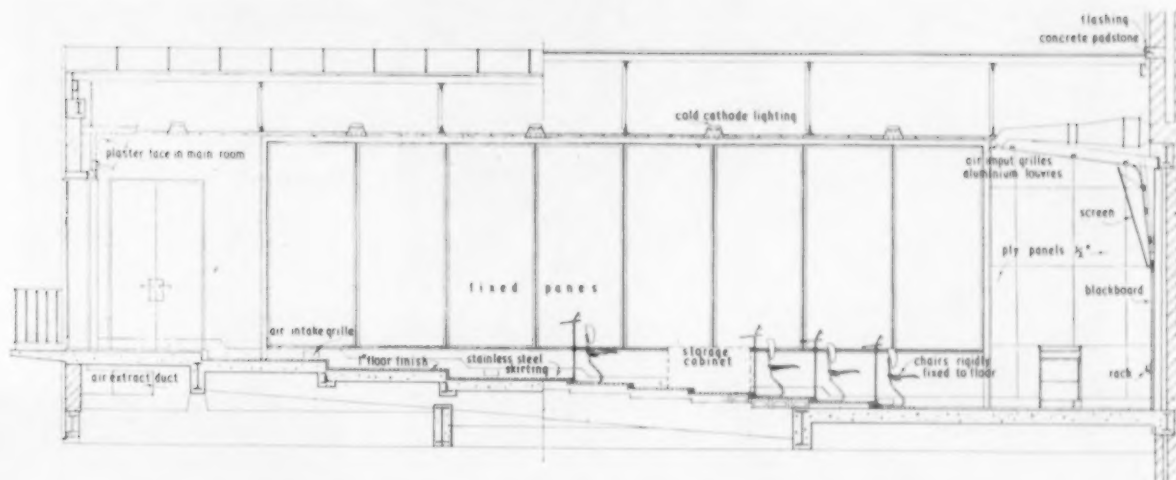 flashing
concrete padstone
cold cathode lighting
plaster face in main room
air input grilles
aluminium louvres
screen
ply panels ½"
fixed panes
blackboard
air intake grille
1" floor finish
stainless steel
skirting
storage
cabinet
chairs rigidly
fixed to floor
rack
air extract duct